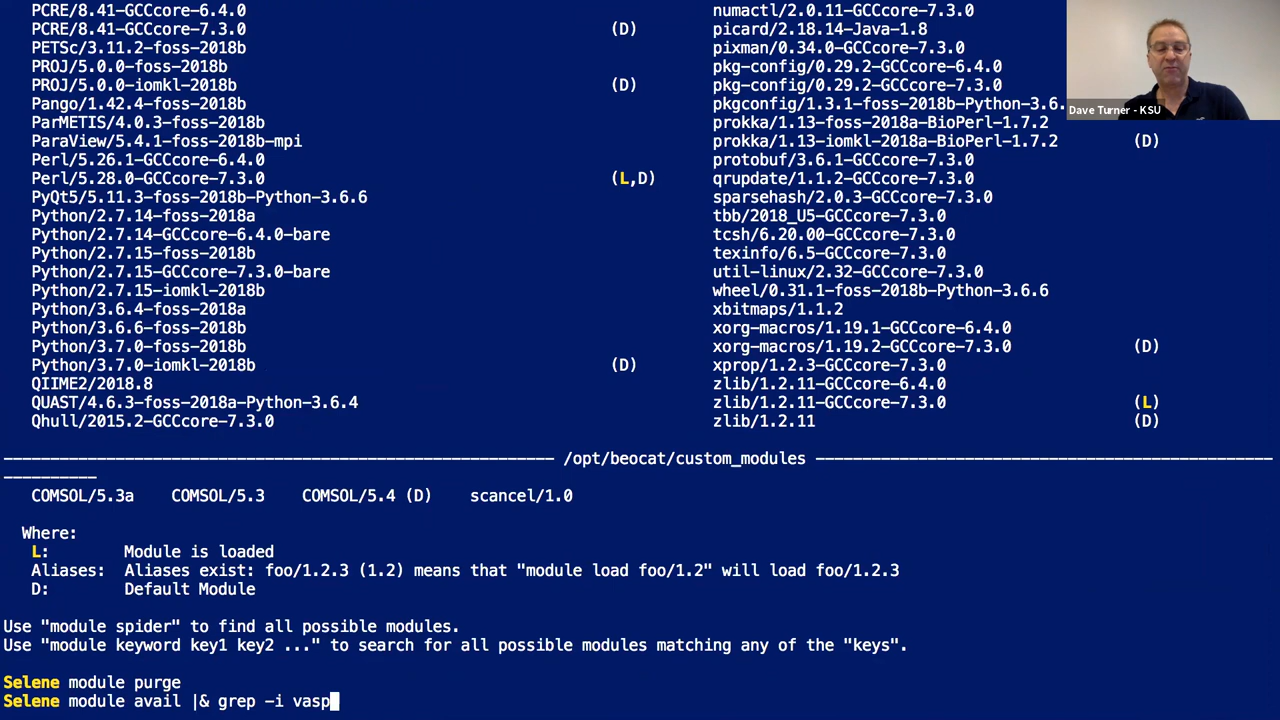 PCRE/8.41-GCCcore-6.4.0 numactl/2.0.11-GCCcore-7.3.0
PCRE/8.41-GCCcore-7.3.0 (D) picard/2.18.14-Java-1.8
PETSc/3.11.2-foss-2018b pixman/0.34.0-GCCcore-7.3.0
PROJ/5.0.0-foss-2018b pkg-config/0.29.2-GCCcore-6.4.0
PROJ/5.0.0-iomkl-2018b (D) pkg-config/0.29.2-GCCcore-7.3.0
Pango/1.42.4-foss-2018b pkgconfig/1.3.1-foss-2018b-Python-3.6.
ParMETIS/4.0.3-foss-2018b prokka/1.13-foss-2018a-BioPerl-1.7.2
ParaView/5.4.1-foss-2018b-mpi prokka/1.13-iomkl-2018a-BioPerl-1.7.2 (D)
Perl/5.26.1-GCCcore-6.4.0 protobuf/3.6.1-GCCcore-7.3.0
Perl/5.28.0-GCCcore-7.3.0 (L,D) qrupdate/1.1.2-GCCcore-7.3.0
PyQt5/5.11.3-foss-2018b-Python-3.6.6 sparsehash/2.0.3-GCCcore-7.3.0
Python/2.7.14-foss-2018a tbb/2018_U5-GCCcore-7.3.0
Python/2.7.14-GCCcore-6.4.0-bare tcsh/6.20.00-GCCcore-7.3.0
Python/2.7.15-foss-2018b texinfo/6.5-GCCcore-7.3.0
Python/2.7.15-GCCcore-7.3.0-bare util-linux/2.32-GCCcore-7.3.0
Python/2.7.15-iomkl-2018b wheel/0.31.1-foss-2018b-Python-3.6.6
Python/3.6.4-foss-2018a xbitmaps/1.1.2
Python/3.6.6-foss-2018b xorg-macros/1.19.1-GCCcore-6.4.0
Python/3.7.0-foss-2018b xorg-macros/1.19.2-GCCcore-7.3.0 (D)
Python/3.7.0-iomkl-2018b (D) xprop/1.2.3-GCCcore-7.3.0
QIIME2/2018.8 zlib/1.2.11-GCCcore-6.4.0
QUAST/4.6.3-foss-2018a-Python-3.6.4 zlib/1.2.11-GCCcore-7.3.0 (L)
Qhull/2015.2-GCCcore-7.3.0 zlib/1.2.11 (D)
Dave Turner - KSU
/opt/beocat/custom_modules
COMSOL/5.3a COMSOL/5.3 COMSOL/5.4 (D) scancel/1.0
Where:
L: Module is loaded
Aliases: Aliases exist: foo/1.2.3 (1.2) means that "module load foo/1.2" will load foo/1.2.3
D: Default Module
Use "module spider" to find all possible modules.
Use "module keyword key1 key2 ..." to search for all possible modules matching any of the "keys".
Selene module purge
Selene module avail |& grep -i vasp